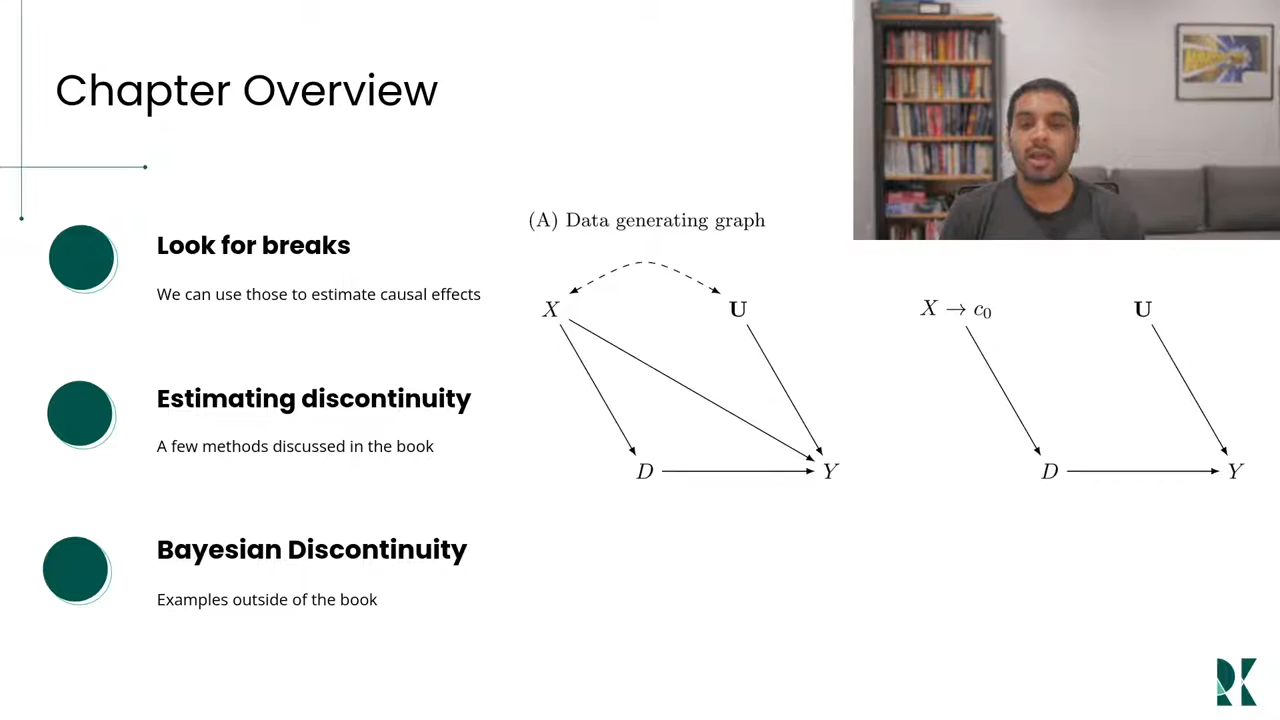 Chapter Overview
Look for breaks
We can use those to estimate causal effects
Estimating discontinuity
A few methods discussed in the book
Bayesian Discontinuity
Examples outside of the book
(A) Data generating graph
X U
D Y
X → c₀ U
D Y
RK